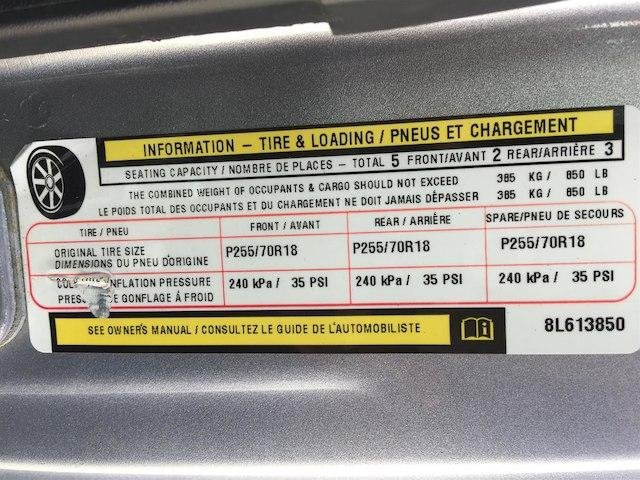 INFORMATION – TIRE & LOADING / PNEUS ET CHARGEMENT
SEATING CAPACITY / NOMBRE DE PLACES – TOTAL 5 FRONT/AVANT 2 REAR/ARRIÈRE 3
THE COMBINED WEIGHT OF OCCUPANTS & CARGO SHOULD NOT EXCEED 385 KG / 850 LB
LE POIDS TOTAL DES OCCUPANTS ET DU CHARGEMENT NE DOIT JAMAIS DÉPASSER 385 KG / 850 LB
TIRE / PNEU FRONT / AVANT REAR / ARRIÈRE SPARE/PNEU DE SECOURS
ORIGINAL TIRE SIZE P255/70R18 P255/70R18 P255/70R18
DIMENSIONS DU PNEU D'ORIGINE
INFLATION PRESSURE 240 kPa / 35 PSI 240 kPa / 35 PSI 240 kPa / 35 PSI
GONFLAGE À FROID
SEE OWNER'S MANUAL / CONSULTEZ LE GUIDE DE L'AUTOMOBILISTE 8L613850